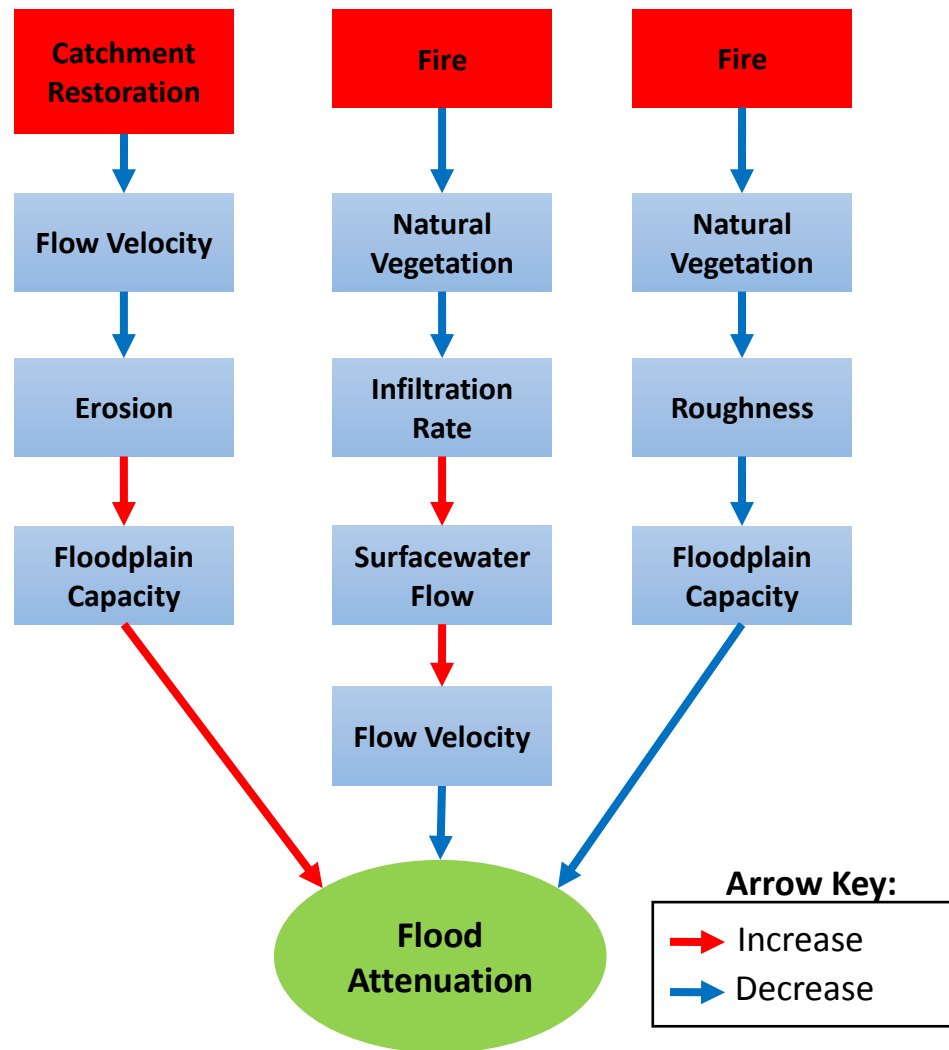 Catchment
Restoration
Flow Velocity
Erosion
Floodplain
Capacity
Fire
Natural
Vegetation
Infiltration
Rate
Surfacewater
Flow
Flow Velocity
Fire
Natural
Vegetation
Roughness
Floodplain
Capacity
Flood
Attenuation
Arrow Key:
Increase
Decrease